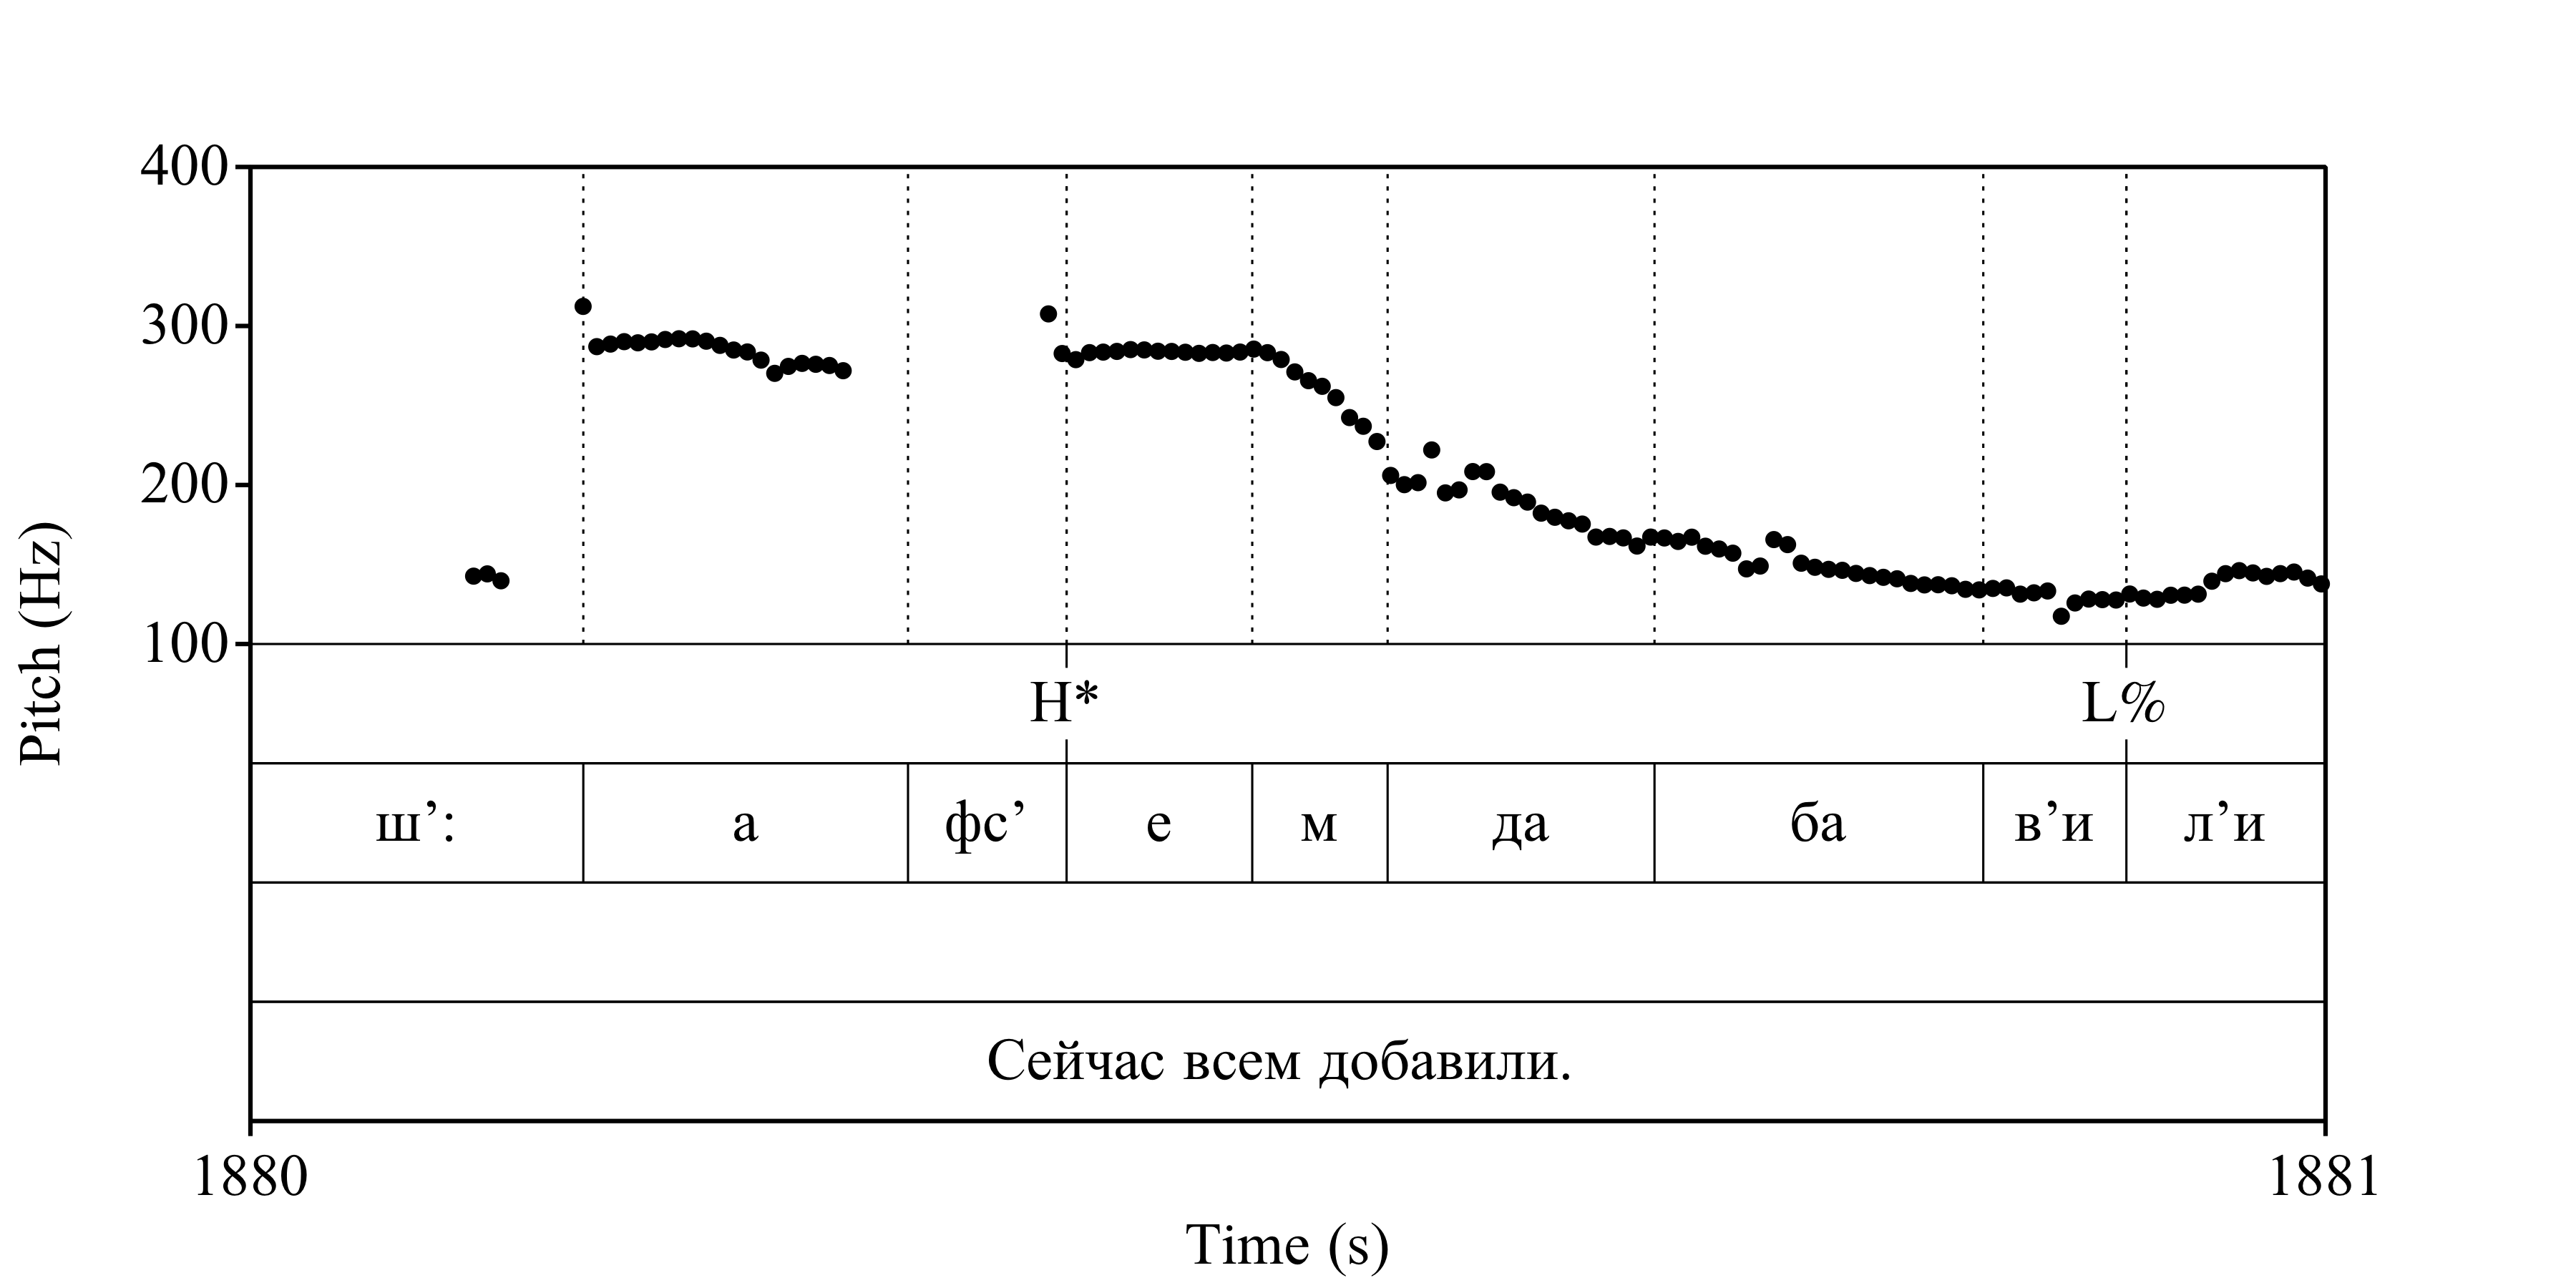 400
300
200
100
Pitch (Hz)
H* L%
ш’: а фс’ е м да ба в’и л’и
Сейчас всем добавили.
1880 1881
Time (s)